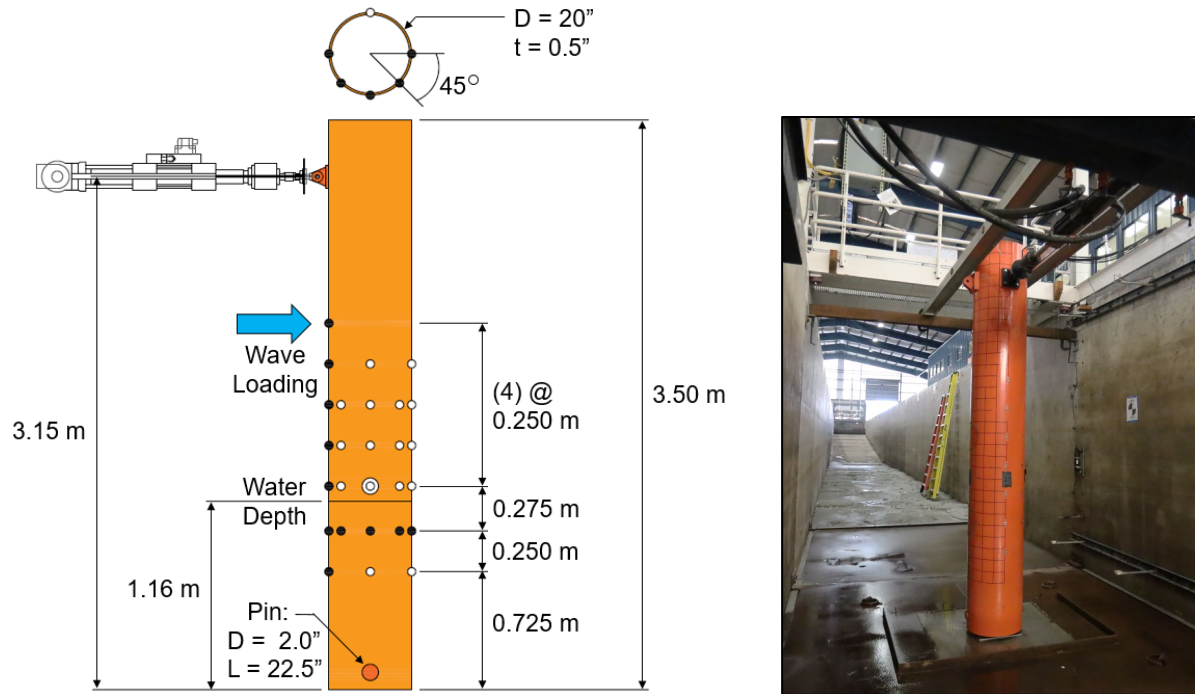 D = 20”
t = 0.5”
45°
Wave
Loading
(4) @
0.250 m
3.50 m
3.15 m
Water
Depth
0.275 m
0.250 m
1.16 m
Pin:
D = 2.0”
L = 22.5”
0.725 m